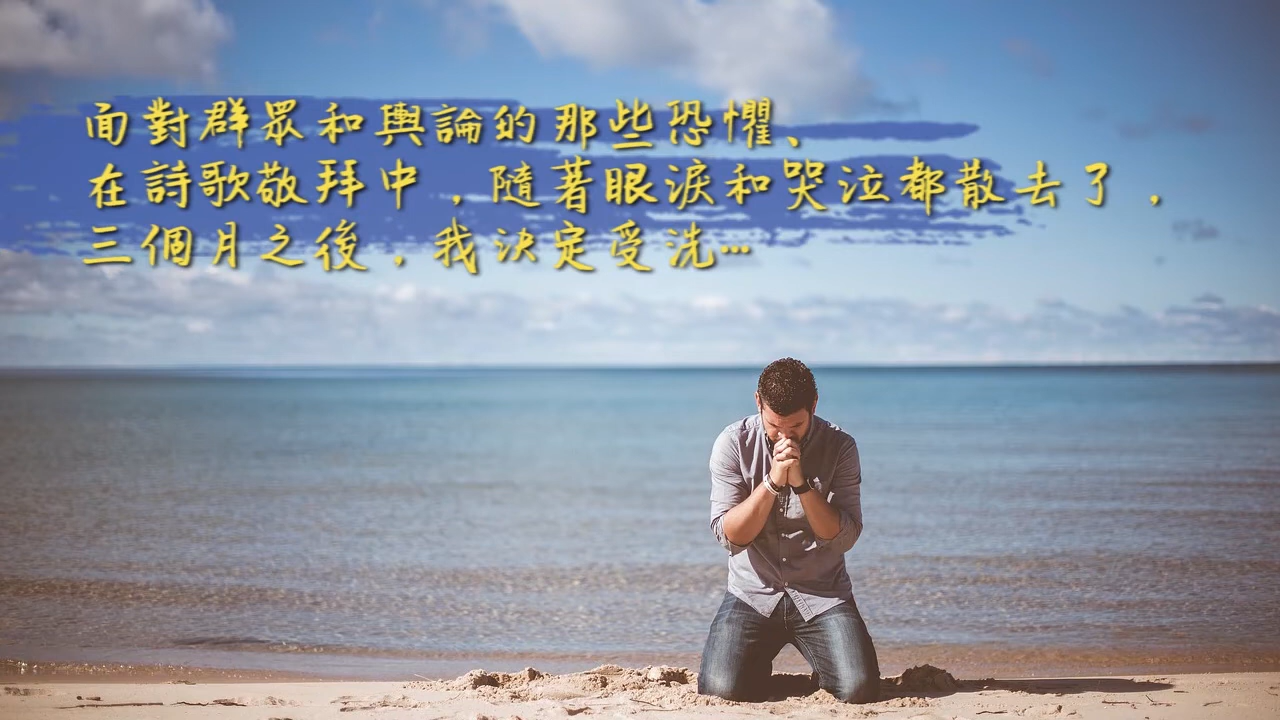 面對群眾和輿論的那些恐懼、
在詩歌敬拜中，隨著眼淚和哭泣都散去了，
三個月之後，我決定受洗…